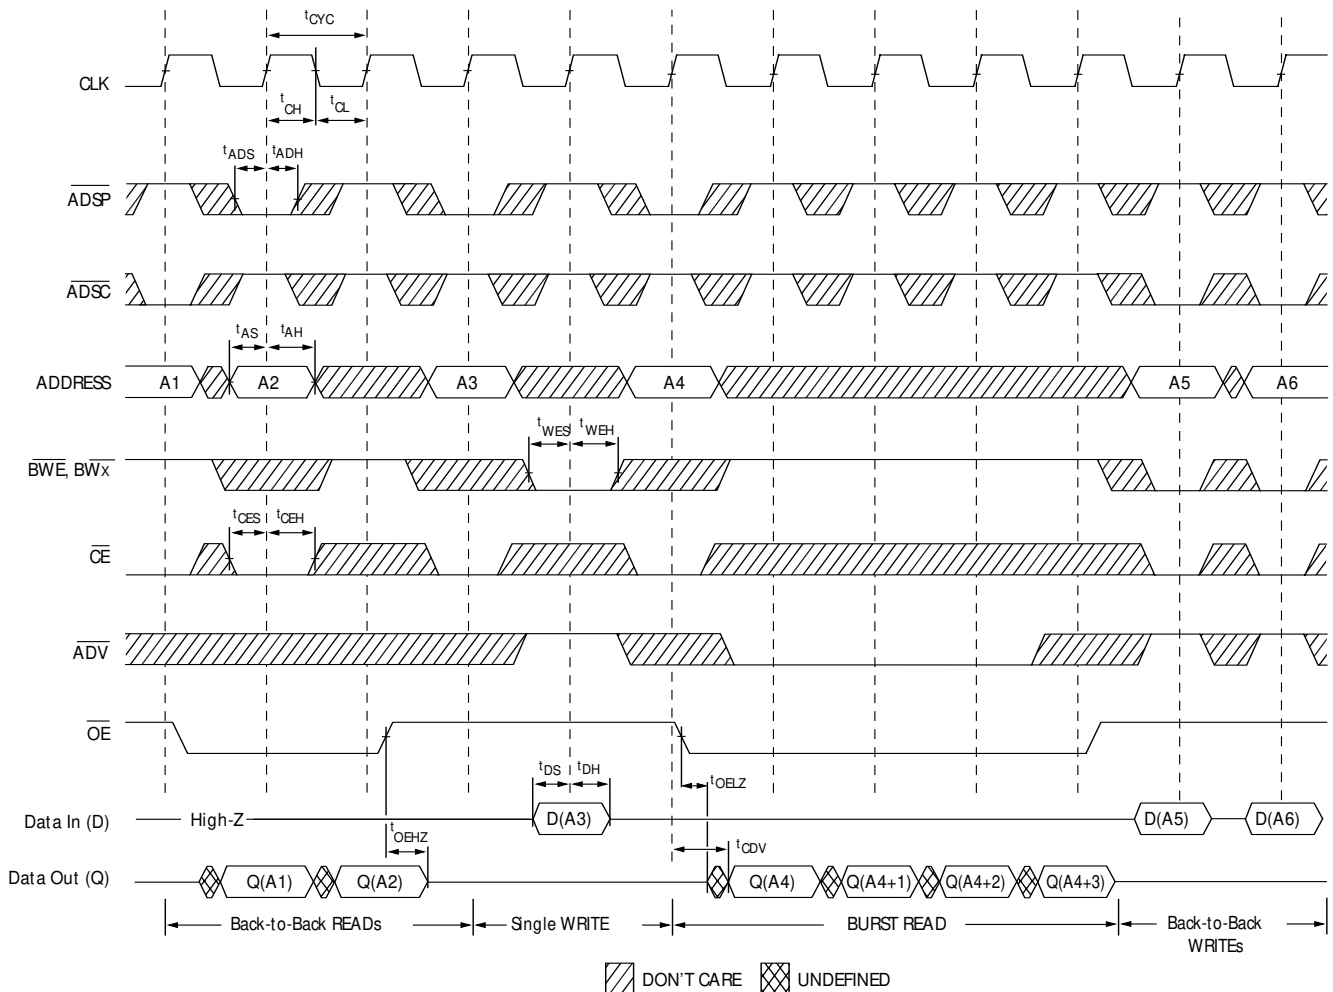 tCYC
CLK
tCH
tCL
tADS
tADH
ADSP
ADSC
tAS
tAH
ADDRESS
A1
A2
A3
A4
A5
A6
tWES
tWEH
BWE, BWx
tCES
tCEH
CE
ADV
OE
tDS
tDH
tOELZ
Data In (D)
High-Z
D(A3)
D(A5)
D(A6)
tOEHZ
tCDV
Data Out (Q)
Q(A1)
Q(A2)
Q(A4)
Q(A4+1)
Q(A4+2)
Q(A4+3)
Back-to-Back READs
Single WRITE
BURST READ
Back-to-Back
WRITEs
DON'T CARE
UNDEFINED